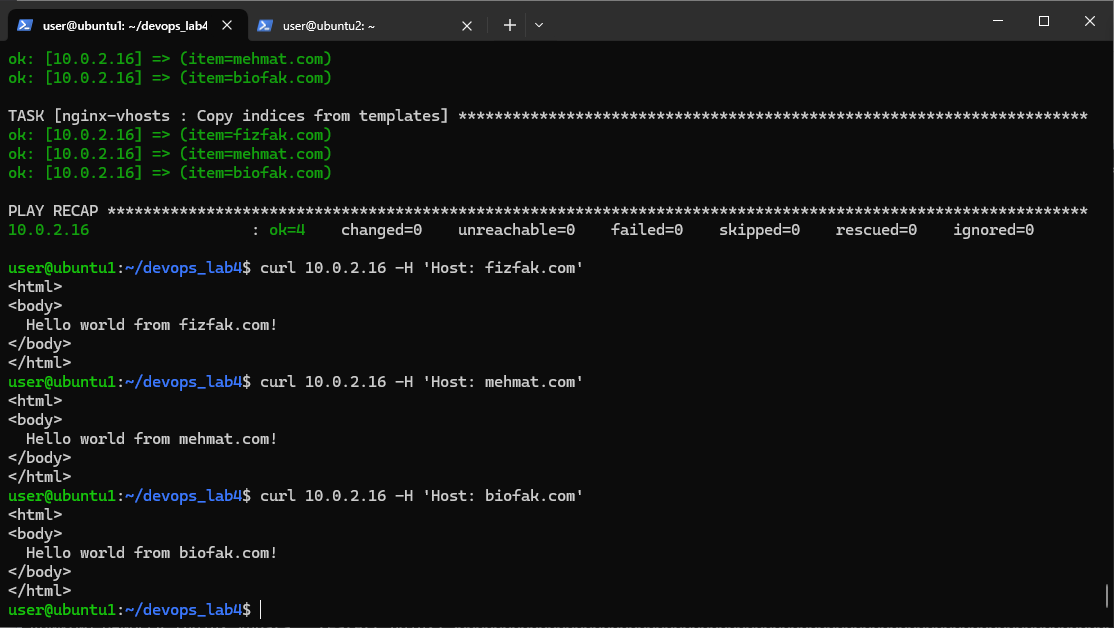 user@ubuntu1: ~/devops_lab4
user@ubuntu2: ~
ok: [10.0.2.16] => (item=mehmat.com)
ok: [10.0.2.16] => (item=biofak.com)
TASK [nginx-vhosts : Copy indices from templates] **********************************************************************
ok: [10.0.2.16] => (item=fizfak.com)
ok: [10.0.2.16] => (item=mehmat.com)
ok: [10.0.2.16] => (item=biofak.com)
PLAY RECAP *************************************************************************************************************
10.0.2.16                  : ok=4    changed=0    unreachable=0    failed=0    skipped=0    rescued=0    ignored=0
user@ubuntu1:~/devops_lab4$ curl 10.0.2.16 -H 'Host: fizfak.com'
<html>
<body>
  Hello world from fizfak.com!
</body>
</html>
user@ubuntu1:~/devops_lab4$ curl 10.0.2.16 -H 'Host: mehmat.com'
<html>
<body>
  Hello world from mehmat.com!
</body>
</html>
user@ubuntu1:~/devops_lab4$ curl 10.0.2.16 -H 'Host: biofak.com'
<html>
<body>
  Hello world from biofak.com!
</body>
</html>
user@ubuntu1:~/devops_lab4$